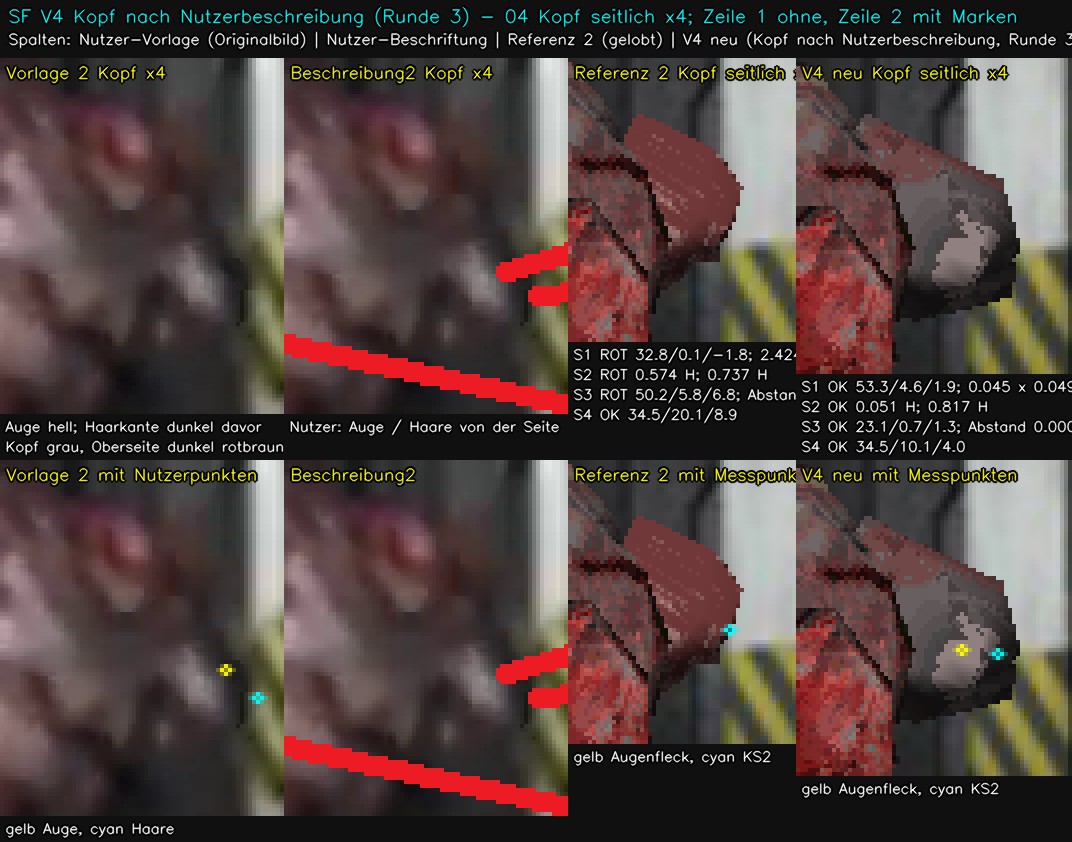 SF V4 Kopf nach Nutzerbeschreibung (Runde 3) – 04 Kopf seitlich x4; Zeile 1 ohne, Zeile 2 mit Marken
Spalten: Nutzer–Vorlage (Originalbild) | Nutzer–Beschriftung | Referenz 2 (gelobt) | V4 neu (Kopf nach Nutzerbeschreibung, Runde 3
Vorlage 2 Kopf x4
Beschreibung2 Kopf x4
Referenz 2 Kopf seitlich
V4 neu Kopf seitlich x4
S1 ROT 32.8/0.1/–1.8; 2.424
S2 ROT 0.574 H; 0.737 H
S3 ROT 50.2/5.8/6.8; Abstan
S4 OK 34.5/20.1/8.9
S1 OK 53.3/4.6/1.9; 0.045 x 0.049
S2 OK 0.051 H; 0.817 H
S3 OK 23.1/0.7/1.3; Abstand 0.000
S4 OK 34.5/10.1/4.0
Auge hell; Haarkante dunkel davor
Kopf grau, Oberseite dunkel rotbraun
Nutzer: Auge / Haare von der Seite
Vorlage 2 mit Nutzerpunkten
Beschreibung2
Referenz 2 mit Messpunk
V4 neu mit Messpunkten
gelb Augenfleck, cyan KS2
gelb Augenfleck, cyan KS2
gelb Auge, cyan Haare